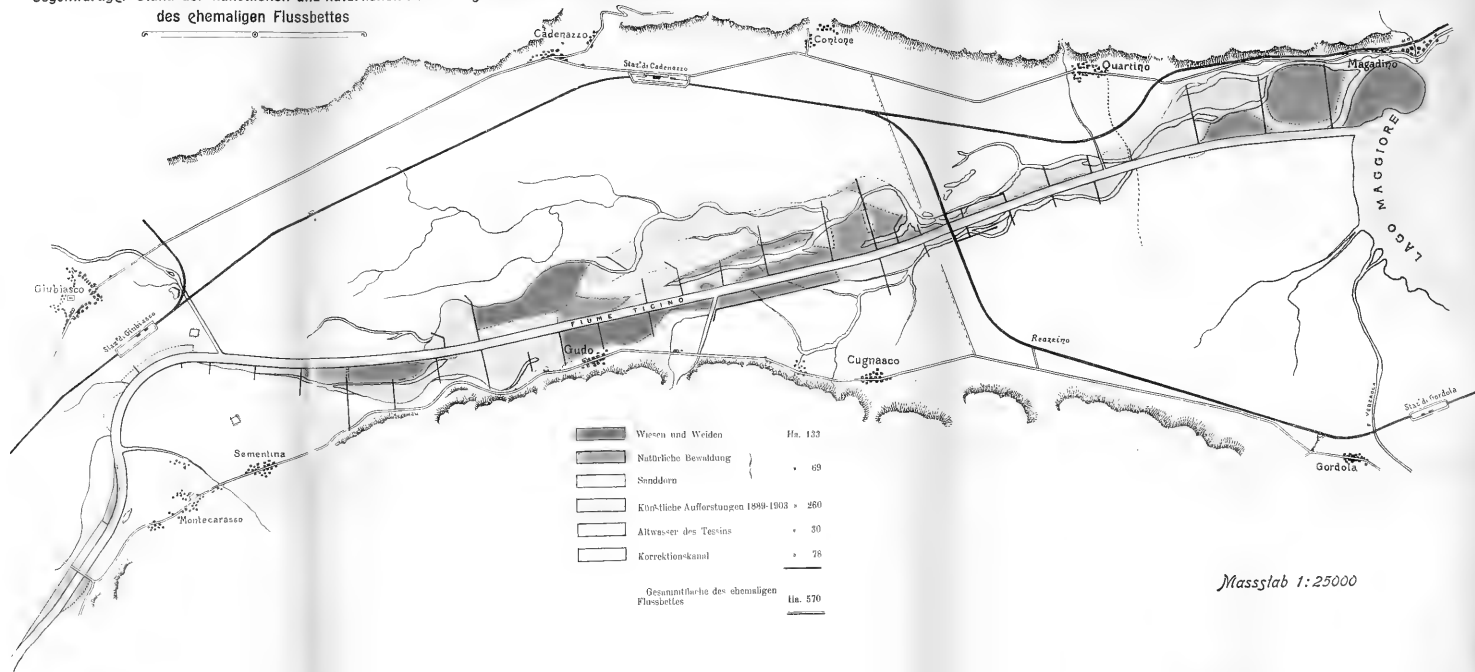 des ehemaligen Flussbettes
Cadenazzo
Contone
Staz.e di Cadenazzo
Quartino
Magadino
LAGO MAGGIORE
Giubiasco
Staz.e di Giubiasco
FIUME TICINO
Gudo
Cugnasco
Reazzino
F. VERZASCA
Staz.e di Gordola
Gordola
Sementina
Montecarasso
Wiesen und Weiden Ha. 133
Natürliche Bewaldung
" 69
Sanddorn
Künstliche Aufforstungen 1889-1903 " 260
Altwasser des Tessins " 30
Korrektionskanal " 78
Gesammtfläche des ehemaligen
Flussbettes Ha. 570
Massstab 1:25000